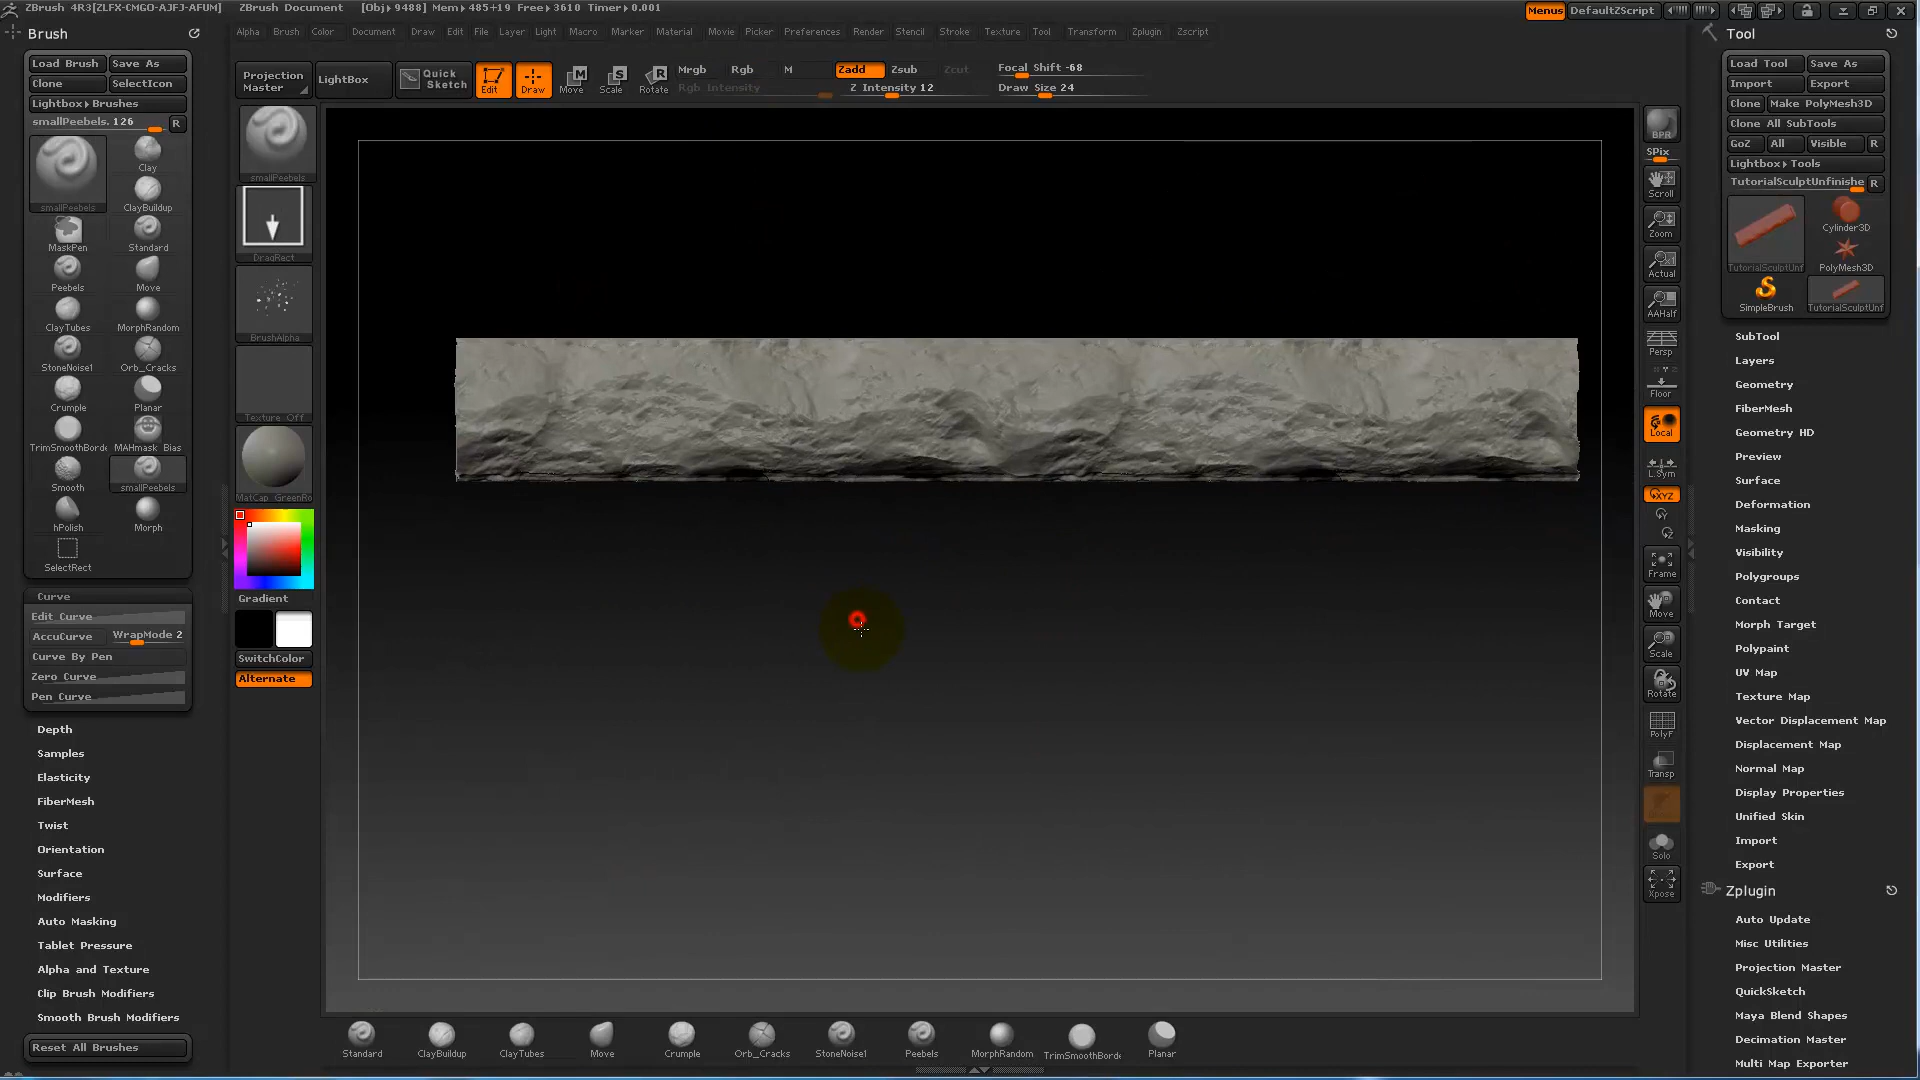 ZBrush 4R3[ZLFX-CMGO-AJFJ-AFUM] ZBrush Document [Obj▸9488] Mem▸485+19 Free▸3610 Timer▸0.001 Menus DefaultZScript
Brush
Load Brush Save As
Clone SelectIcon
Lightbox▸Brushes
smallPeebels. 126 R
smallPeebels Clay
ClayBuildup
MaskPen Standard
Peebels Move
ClayTubes MorphRandom
StoneNoise1 Orb_Cracks
Crumple Planar
TrimSmoothBorde MAHmask_Bias
Smooth smallPeebels
hPolish Morph
SelectRect
Curve
Edit Curve
AccuCurve WrapMode 2
Curve By Pen
Zero Curve
Pen Curve
Depth
Samples
Elasticity
FiberMesh
Twist
Orientation
Surface
Modifiers
Auto Masking
Tablet Pressure
Alpha and Texture
Clip Brush Modifiers
Smooth Brush Modifiers
Reset All Brushes
Alpha Brush Color Document Draw Edit File Layer Light Macro Marker Material Movie Picker Preferences Render Stencil Stroke Texture Tool Transform Zplugin Zscript
Projection Master
LightBox
Quick Sketch
Edit Draw Move Scale Rotate
Mrgb Rgb M Zadd Zsub Zcut
Rgb Intensity Z Intensity 12
Focal Shift -68
Draw Size 24
smallPeebels
DragRect
BrushAlpha
Texture Off
MatCap_GreenRo
Gradient
SwitchColor
Alternate
BPR
SPix
Scroll
Zoom
Actual
AAHalf
Persp
Floor
Local
L.Sym
XYZ
Frame
Move
Scale
Rotate
PolyF
Transp
Solo
Xpose
Standard ClayBuildup ClayTubes Move Crumple Orb_Cracks StoneNoise1 Peebels MorphRandom TrimSmoothBorde Planar
Tool
Load Tool Save As
Import Export
Clone Make PolyMesh3D
Clone All SubTools
GoZ All Visible R
Lightbox▸Tools
TutorialSculptUnfinishe R
TutorialSculptUnf Cylinder3D
PolyMesh3D
SimpleBrush TutorialSculptUnf
SubTool
Layers
Geometry
FiberMesh
Geometry HD
Preview
Surface
Deformation
Masking
Visibility
Polygroups
Contact
Morph Target
Polypaint
UV Map
Texture Map
Vector Displacement Map
Displacement Map
Normal Map
Display Properties
Unified Skin
Import
Export
Zplugin
Auto Update
Misc Utilities
Projection Master
QuickSketch
Maya Blend Shapes
Decimation Master
Multi Map Exporter